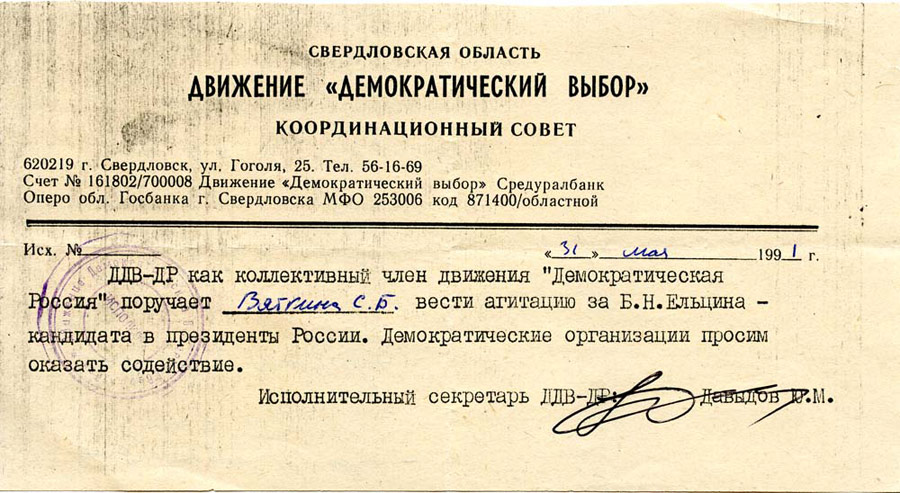 СВЕРДЛОВСКАЯ ОБЛАСТЬ
ДВИЖЕНИЕ «ДЕМОКРАТИЧЕСКИЙ ВЫБОР»
КООРДИНАЦИОННЫЙ СОВЕТ
620219 г. Свердловск, ул. Гоголя, 25. Тел. 56-16-69
Счет № 161802/700008 Движение «Демократический выбор» Средуралбанк
Оперо обл. Госбанка г. Свердловска МФО 253006 код 871400/областной
Исх. № «31» мая 1991 г.
ДДВ-ДР как коллективный член движения "Демократическая
Россия" поручает Вяткина С.Б. вести агитацию за Б.Н.Ельцина -
кандидата в президенты России. Демократические организации просим
оказать содействие.
Исполнительный секретарь ДДВ-ДР: Давыдов Ю.М.